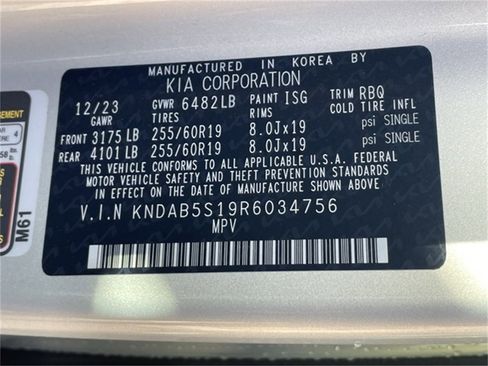 MANUFACTURED IN KOREA BY
KIA CORPORATION
12/23 GVWR 6482LB PAINT ISG TRIM RBQ
GAWR TIRES RIMS COLD TIRE INFL
FRONT 3175 LB 255/60R19 8.0Jx19 psi SINGLE
REAR 4101 LB 255/60R19 8.0Jx19 psi SINGLE
THIS VEHICLE CONFORMS TO ALL APPLICABLE U.S.A. FEDERAL
MOTOR VEHICLE SAFETY AND THEFT PREVENTION STANDARDS
IN EFFECT ON THE DATE OF MANUFACTURE SHOWN ABOVE
V.I.N KNDAB5S19R6034756
MPV
M61